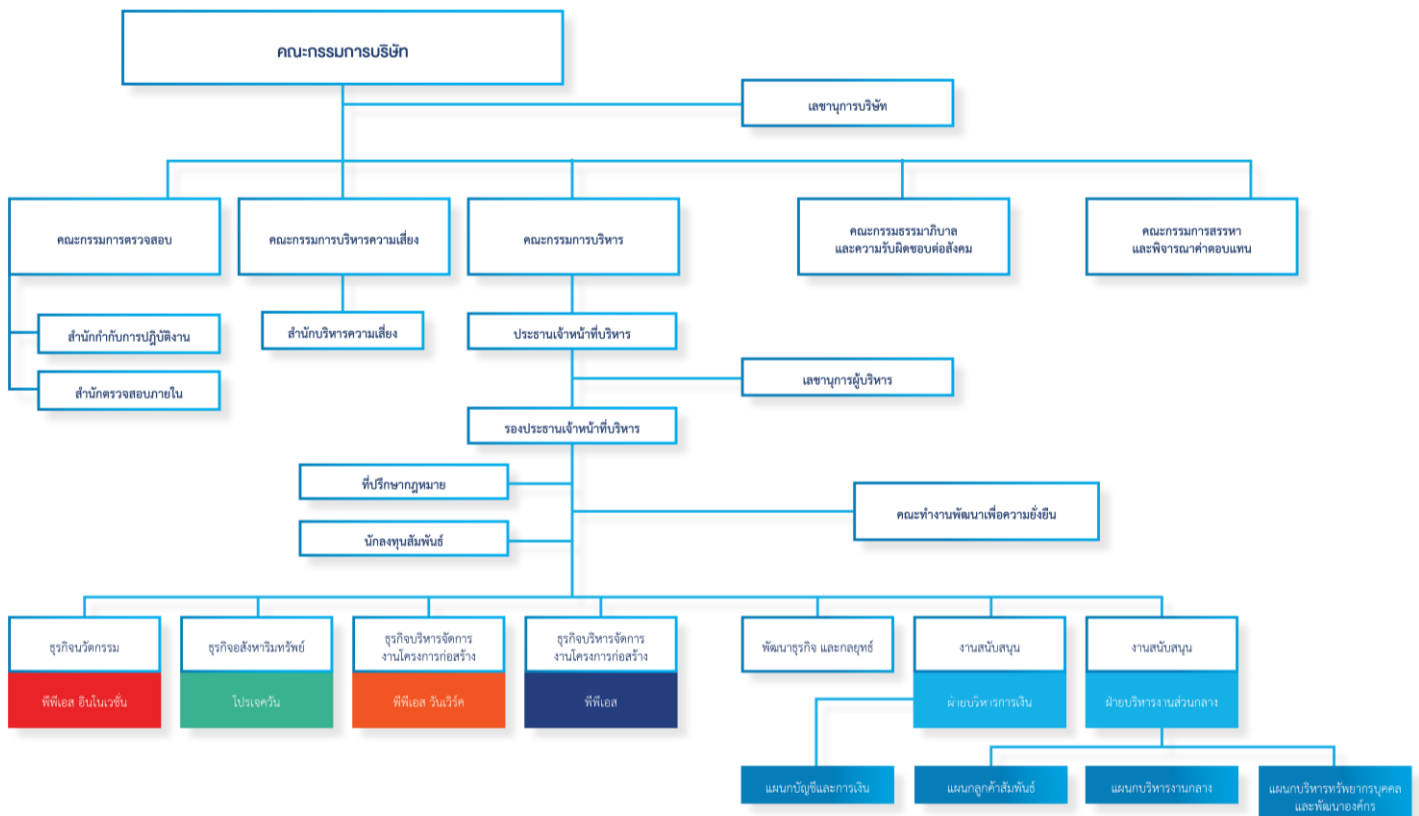 คณะกรรมการบริษัท
เลขานุการบริษัท
คณะกรรมการตรวจสอบ
คณะกรรมการบริหารความเสี่ยง
คณะกรรมการบริหาร
คณะกรรมธรรมาภิบาล
และความรับผิดชอบต่อสังคม
คณะกรรมการสรรหา
และพิจารณาค่าตอบแทน
สำนักกำกับการปฏิบัติงาน
สำนักบริหารความเสี่ยง
ประธานเจ้าหน้าที่บริหาร
สำนักตรวจสอบภายใน
เลขานุการผู้บริหาร
รองประธานเจ้าหน้าที่บริหาร
ที่ปรึกษากฎหมาย
คณะทำงานพัฒนาเพื่อความยั่งยืน
นักลงทุนสัมพันธ์
ธุรกิจนวัตกรรม
พีพีเอส อินโนเวชั่น
ธุรกิจอสังหาริมทรัพย์
โปรเจควัน
ธุรกิจบริหารจัดการ
งานโครงการก่อสร้าง
พีพีเอส วันเวิร์ค
ธุรกิจบริหารจัดการ
งานโครงการก่อสร้าง
พีพีเอส
พัฒนาธุรกิจ และกลยุทธ์
งานสนับสนุน
ฝ่ายบริหารการเงิน
งานสนับสนุน
ฝ่ายบริหารงานส่วนกลาง
แผนกบัญชีและการเงิน
แผนกลูกค้าสัมพันธ์
แผนกบริหารงานกลาง
แผนกบริหารทรัพยากรบุคคล
และพัฒนาองค์กร